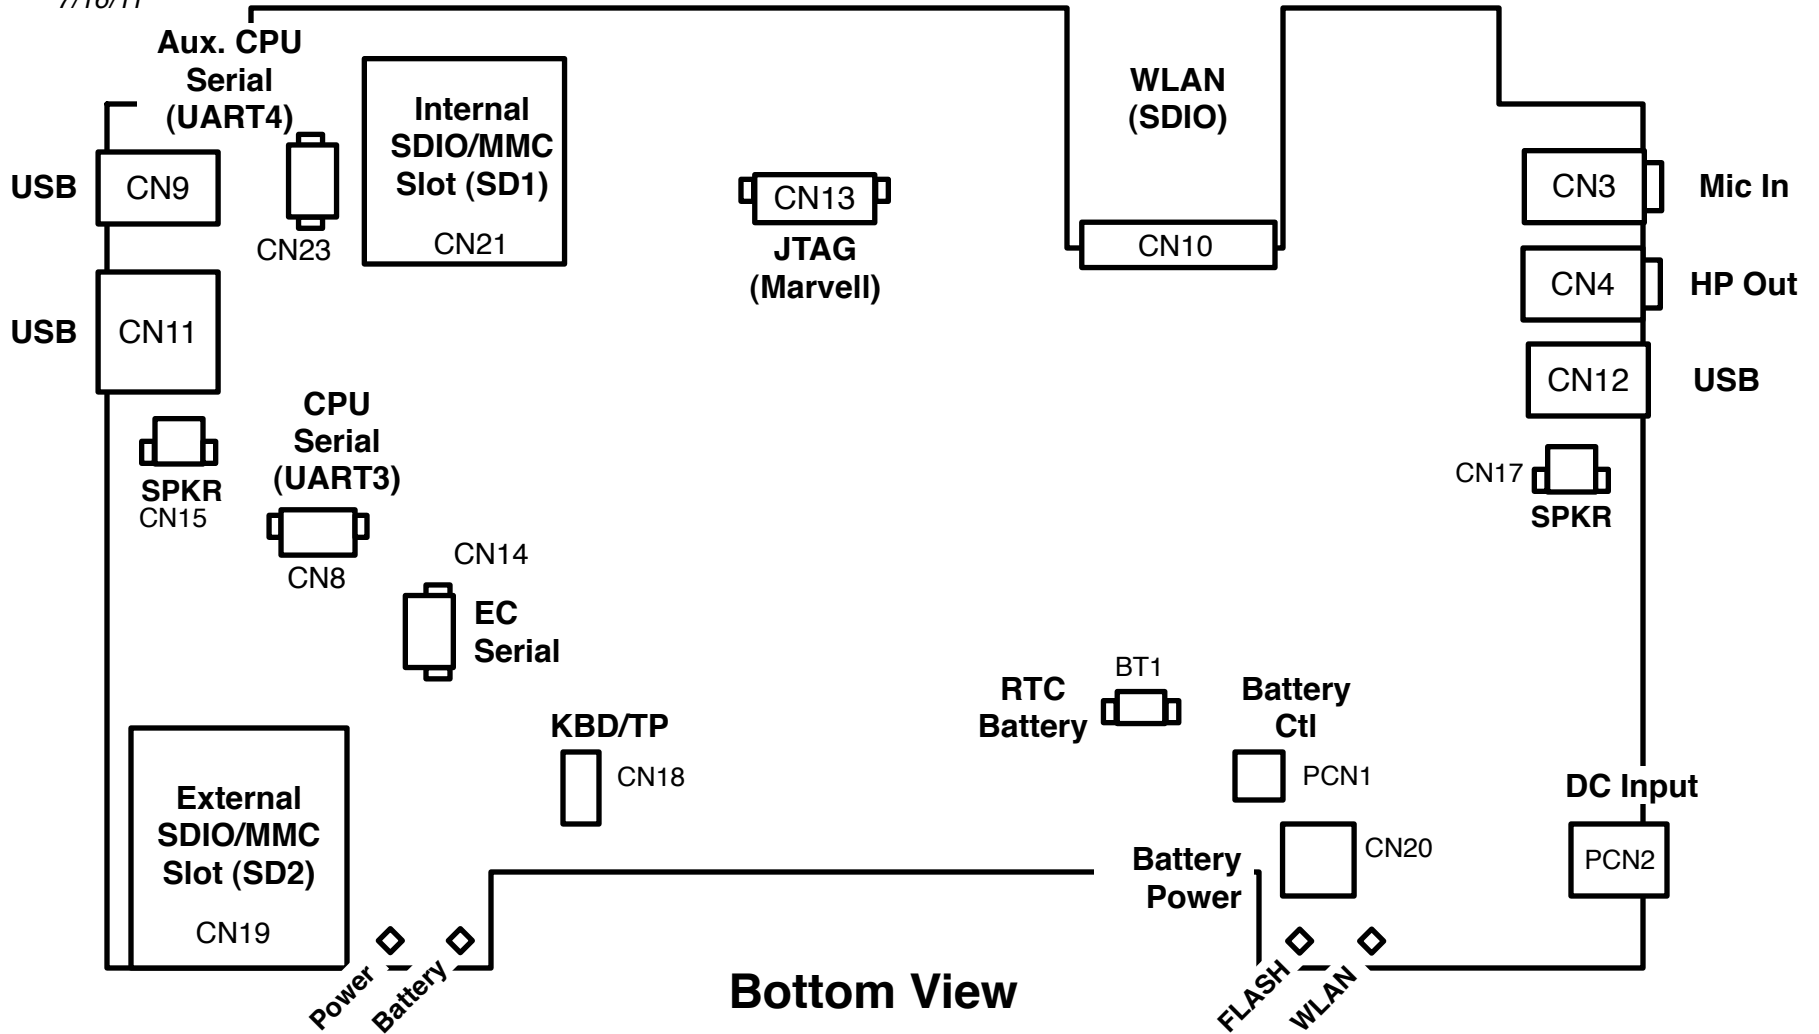 Aux. CPU
Serial
(UART4)
Internal
SDIO/MMC
Slot (SD1)
CN21
WLAN
(SDIO)
USB
CN9
CN23
CN13
JTAG
(Marvell)
CN10
CN3
Mic In
CN4
HP Out
USB
CN11
CN12
USB
SPKR
CN15
CPU
Serial
(UART3)
CN8
CN17
SPKR
CN14
EC
Serial
KBD/TP
CN18
RTC
Battery
BT1
Battery
Ctl
PCN1
DC Input
PCN2
External
SDIO/MMC
Slot (SD2)
CN19
Battery
Power
CN20
Power
Battery
Bottom View
FLASH
WLAN